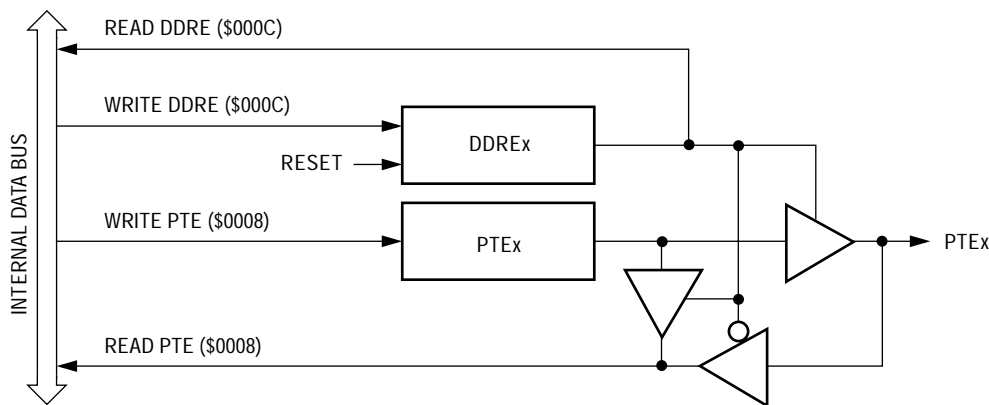 READ DDRE ($000C)
WRITE DDRE ($000C)
DDREx
RESET
WRITE PTE ($0008)
PTEx
PTEx
READ PTE ($0008)
INTERNAL DATA BUS